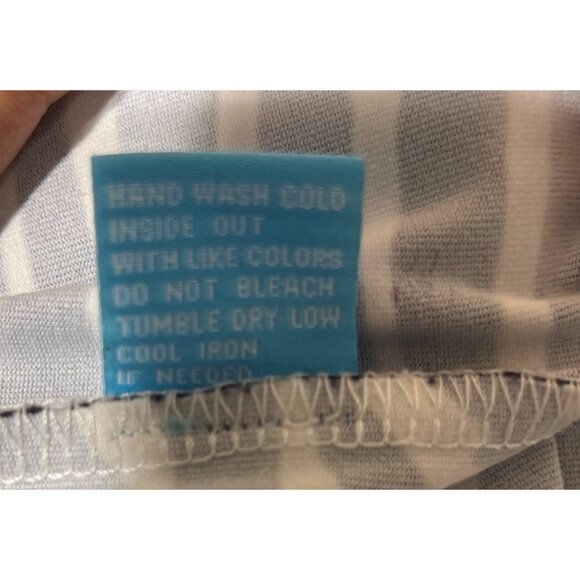 HAND WASH COLD
INSIDE OUT
WITH LIKE COLORS
DO NOT BLEACH
TUMBLE DRY LOW
COOL IRON
IF NEEDED